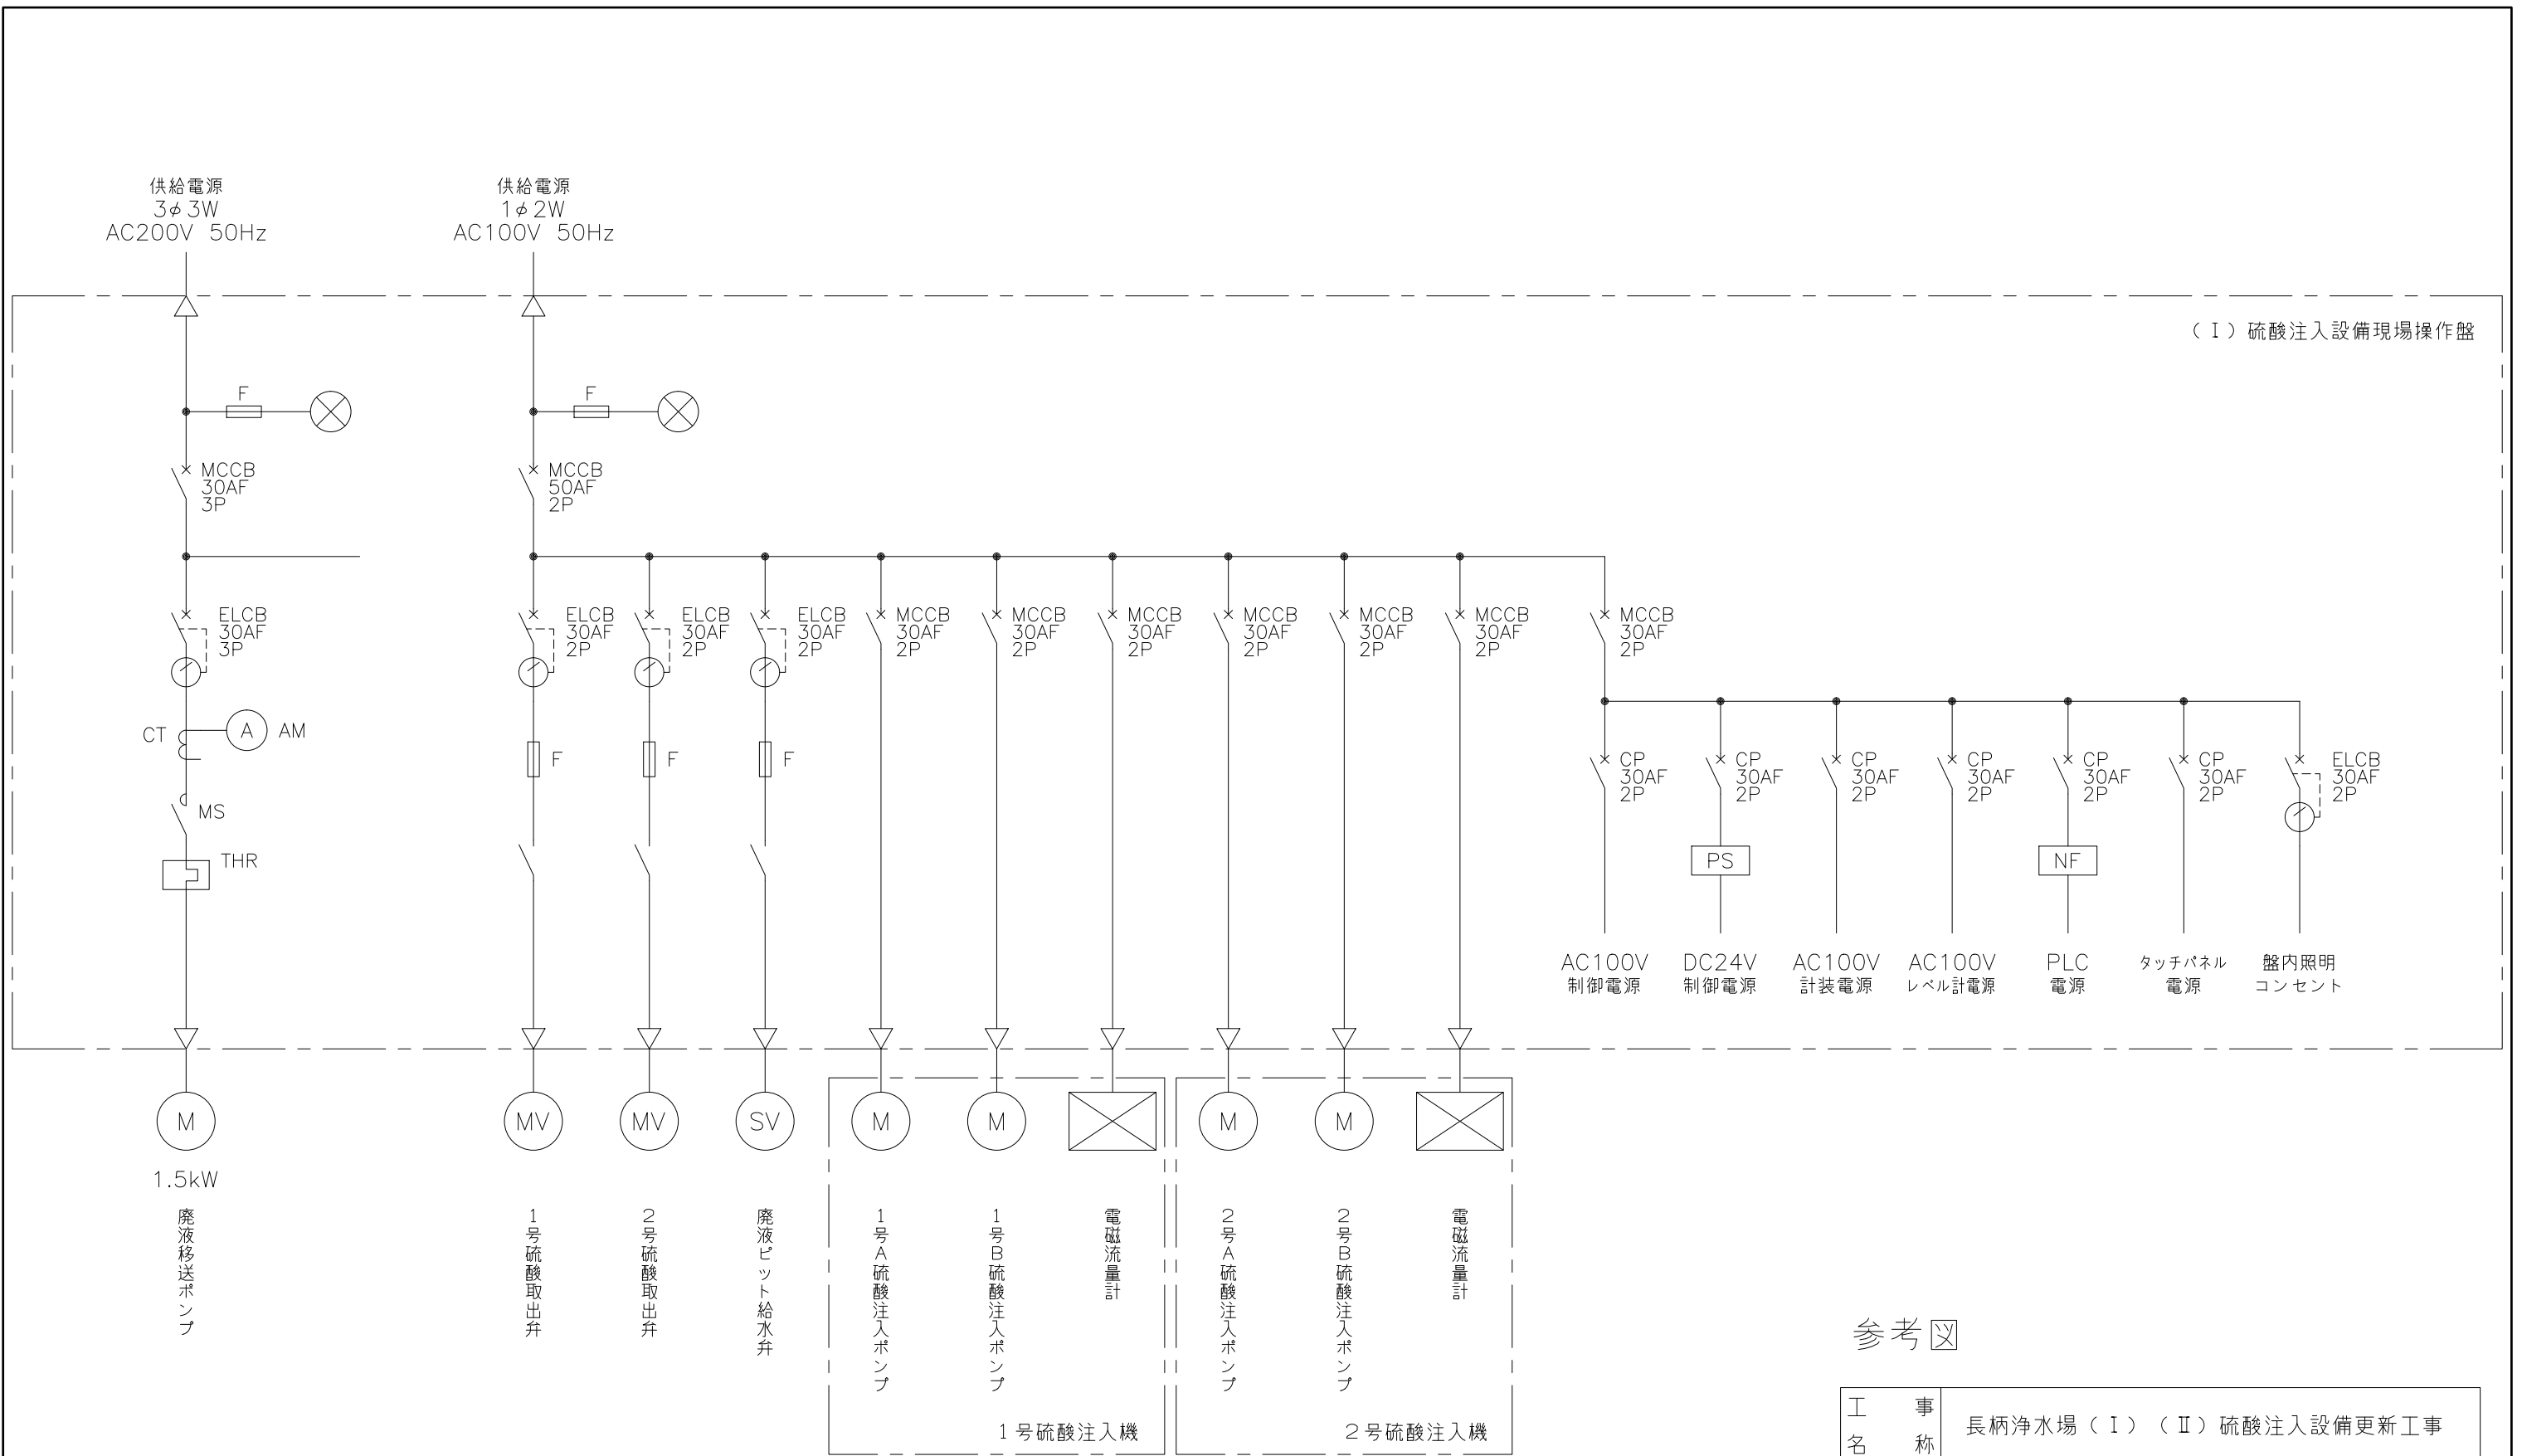 供給電源
3φ3W
AC200V 50Hz
供給電源
1φ2W
AC100V 50Hz
（Ⅰ）硫酸注入設備現場操作盤
F
F
MCCB
30AF
3P
MCCB
50AF
2P
ELCB
30AF
3P
ELCB
30AF
2P
ELCB
30AF
2P
ELCB
30AF
2P
MCCB
30AF
2P
MCCB
30AF
2P
MCCB
30AF
2P
MCCB
30AF
2P
MCCB
30AF
2P
MCCB
30AF
2P
MCCB
30AF
2P
CT
A
AM
F
F
F
CP
30AF
2P
CP
30AF
2P
CP
30AF
2P
CP
30AF
2P
CP
30AF
2P
CP
30AF
2P
ELCB
30AF
2P
MS
THR
PS
NF
AC100V
制御電源
DC24V
制御電源
AC100V
計装電源
AC100V
レベル計電源
PLC
電源
タッチパネル
電源
盤内照明
コンセント
M
MV
MV
SV
M
M
M
M
1.5kW
廃液移送ポンプ
1号硫酸取出弁
2号硫酸取出弁
廃液ピット給水弁
1号A硫酸注入ポンプ
1号B硫酸注入ポンプ
電磁流量計
2号A硫酸注入ポンプ
2号B硫酸注入ポンプ
電磁流量計
1号硫酸注入機
2号硫酸注入機
参考図
工事
名称
長柄浄水場（Ⅰ）（Ⅱ）硫酸注入設備更新工事